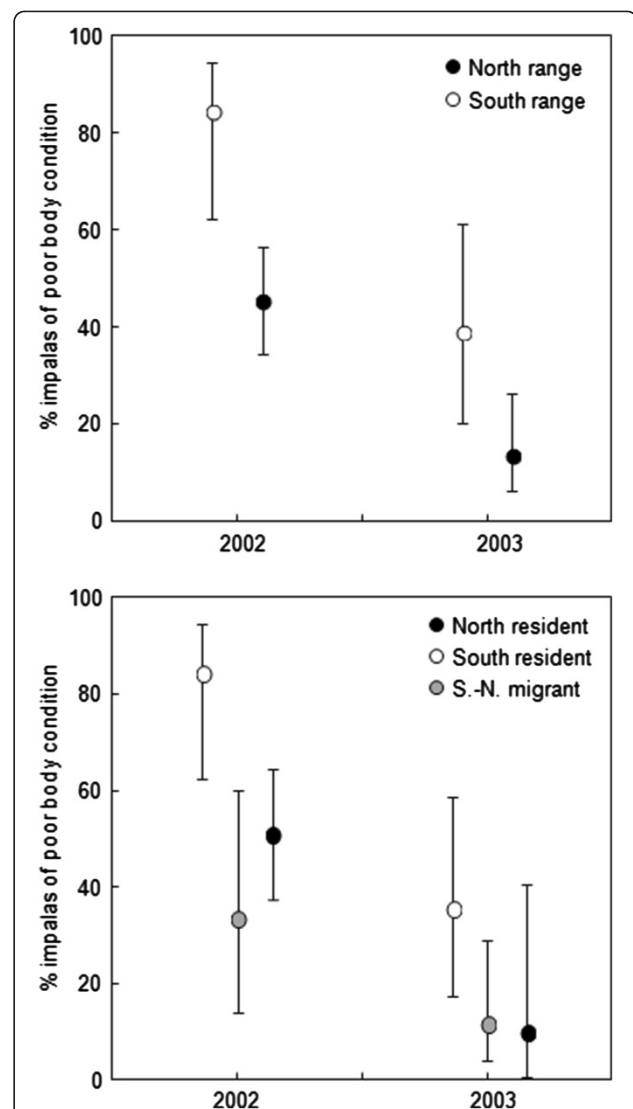 100
North range
South range
80
60
40
20
0
2002 2003
% impalas of poor body condition
100
North resident
South resident
S.-N. migrant
80
60
40
20
0
2002 2003
% impalas of poor body condition